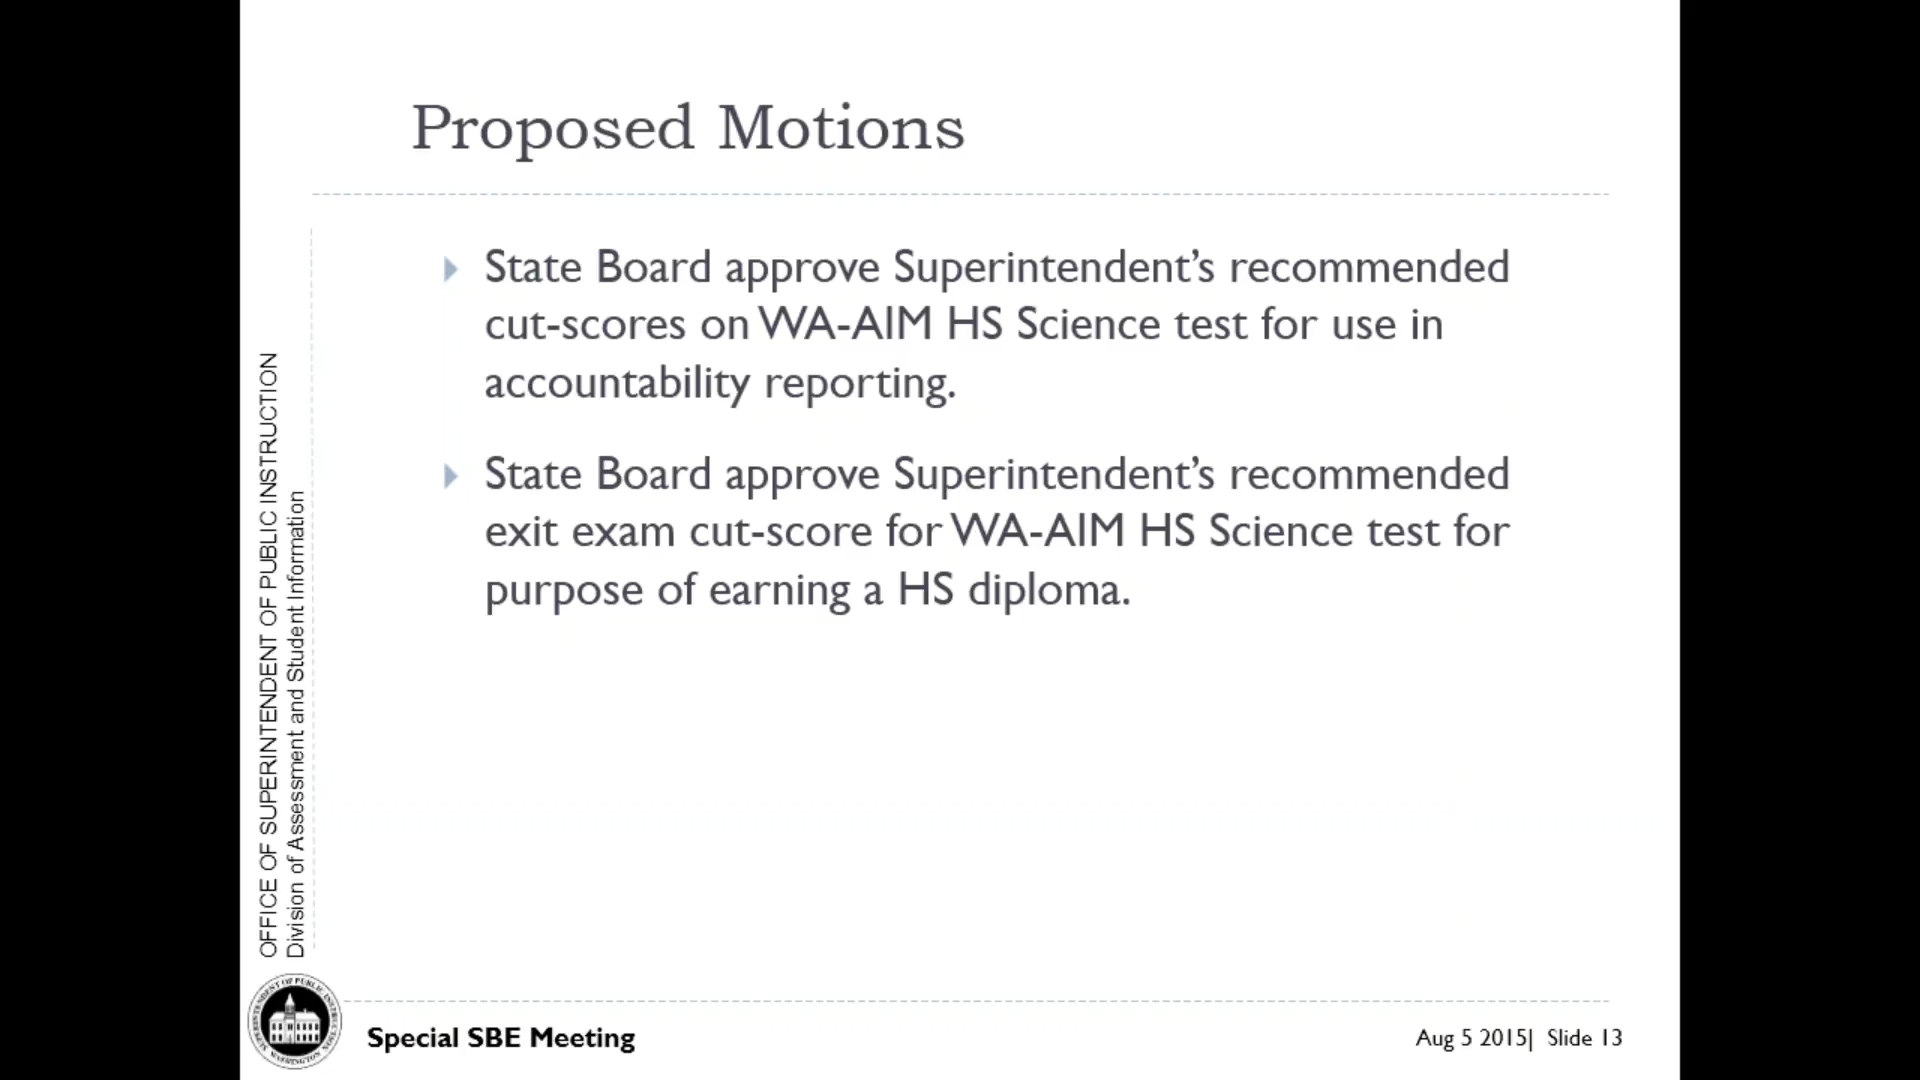 Proposed Motions
State Board approve Superintendent’s recommended
cut-scores on WA-AIM HS Science test for use in
accountability reporting.
State Board approve Superintendent’s recommended
exit exam cut-score for WA-AIM HS Science test for
purpose of earning a HS diploma.
OFFICE OF SUPERINTENDENT OF PUBLIC INSTRUCTION
Division of Assessment and Student Information
Special SBE Meeting
Aug 5 2015| Slide 13